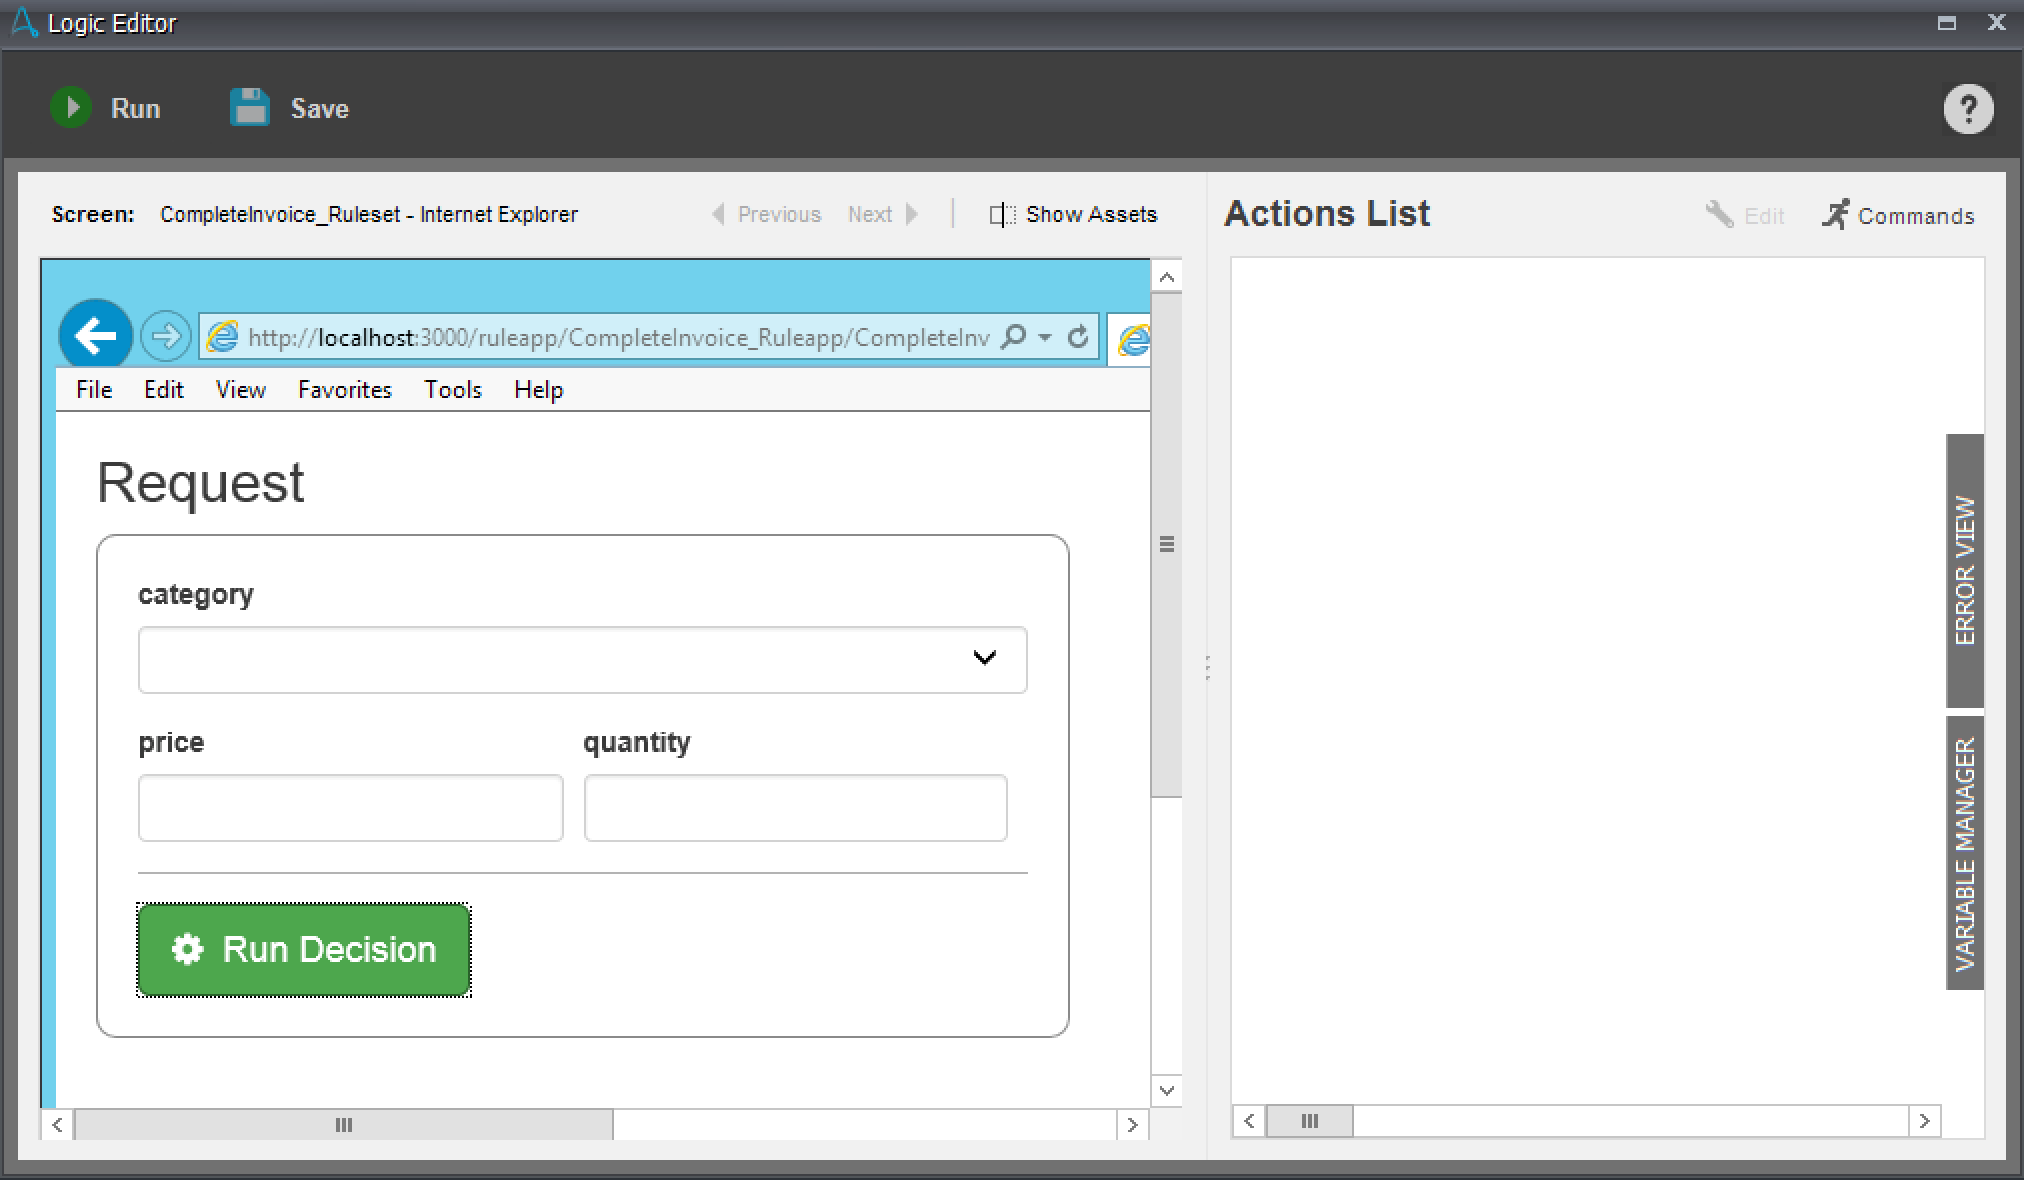 Logic Editor
Run Save ?
Screen: CompleteInvoice_Ruleset - Internet Explorer Previous Next Show Assets
Actions List Edit Commands
http://localhost:3000/ruleapp/CompleteInvoice_Ruleapp/CompleteInv
File Edit View Favorites Tools Help
Request
category
price quantity
Run Decision
ERROR VIEW
VARIABLE MANAGER